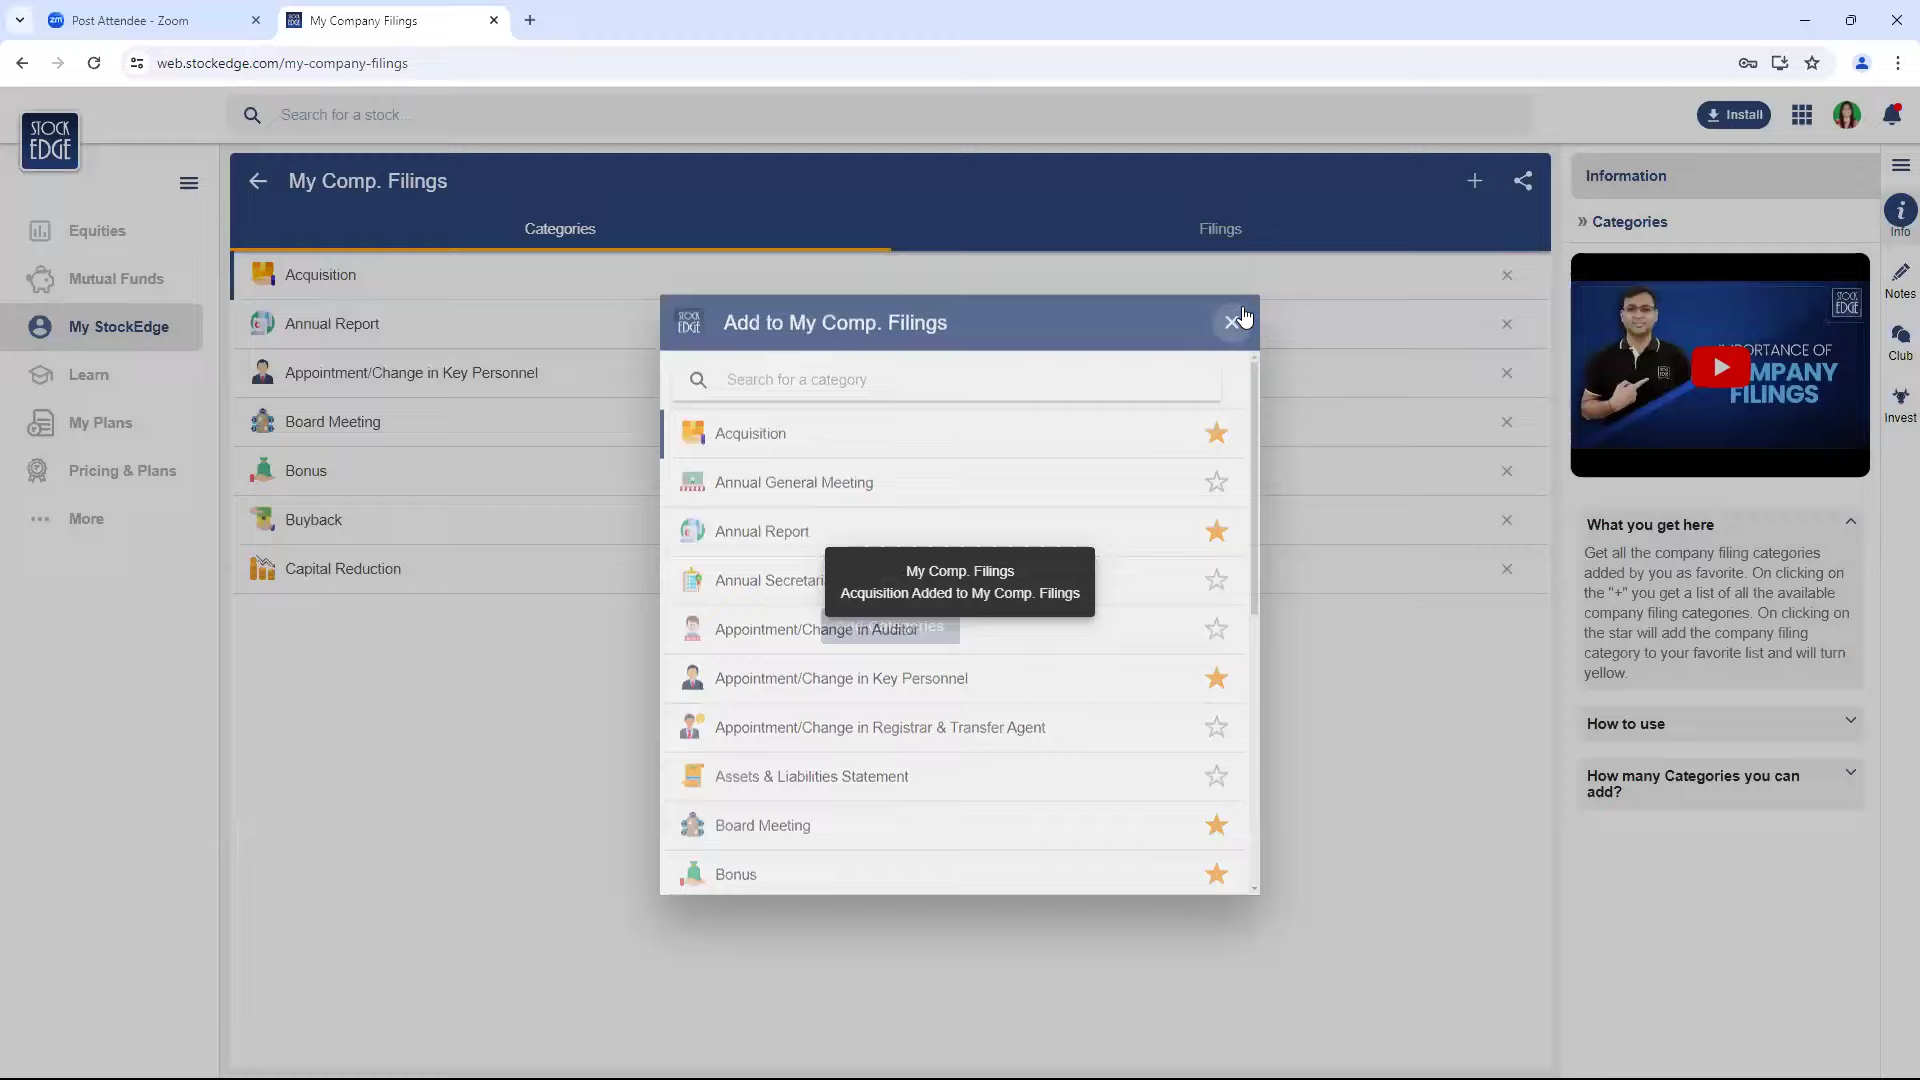 Post Attendee - Zoom
My Company Filings
web.stockedge.com/my-company-filings
STOCK
EDGE
Search for a stock...
Install
My Comp. Filings
Categories
Filings
Equities
Mutual Funds
My StockEdge
Learn
My Plans
Pricing & Plans
More
Acquisition
Annual Report
Appointment/Change in Key Personnel
Board Meeting
Bonus
Buyback
Capital Reduction
STOCK
EDGE
Add to My Comp. Filings
Search for a category
Acquisition
Annual General Meeting
Annual Report
Annual Secretari
My Comp. Filings
Acquisition Added to My Comp. Filings
Appointment/Change in Auditor
Appointment/Change in Key Personnel
Appointment/Change in Registrar & Transfer Agent
Assets & Liabilities Statement
Board Meeting
Bonus
Information
» Categories
STOCK
EDGE
ORTANCE OF
MPANY
FILINGS
What you get here
Get all the company filing categories
added by you as favorite. On clicking on
the "+" you get a list of all the available
company filing categories. On clicking on
the star will add the company filing
category to your favorite list and will turn
yellow.
How to use
How many Categories you can
add?
Info
Notes
Club
Invest